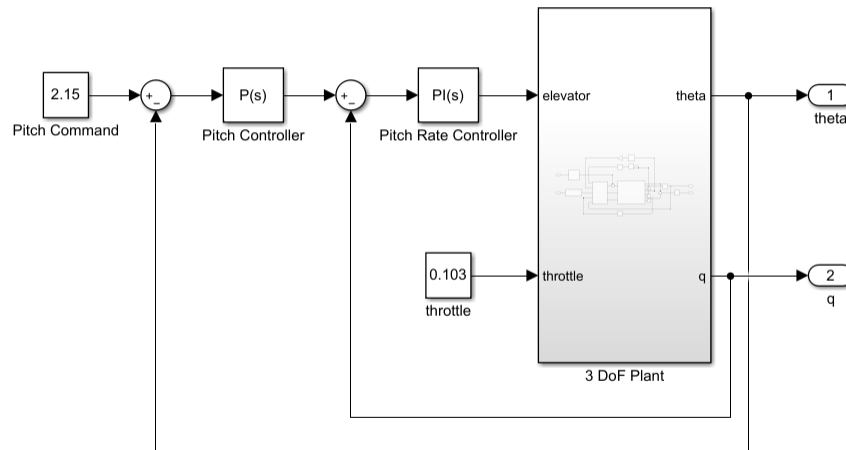 2.15
Pitch Command
+
−
P(s)
Pitch Controller
+
−
PI(s)
Pitch Rate Controller
elevator
theta
throttle
q
3 DoF Plant
0.103
throttle
1
theta
2
q